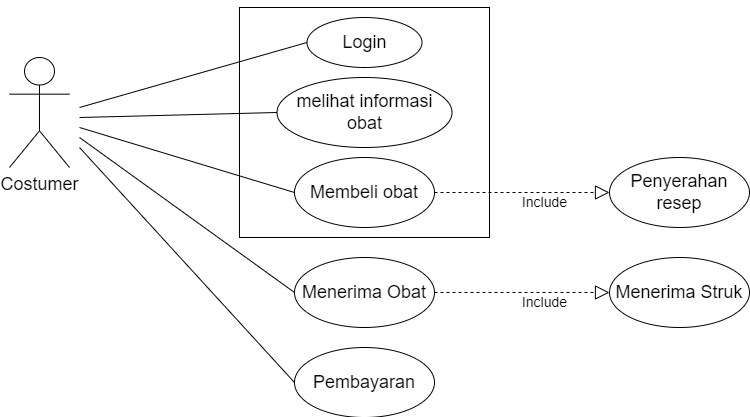 Login
melihat informasi
obat
Costumer
Membeli obat
Include
Penyerahan
resep
Menerima Obat
Include
Menerima Struk
Pembayaran